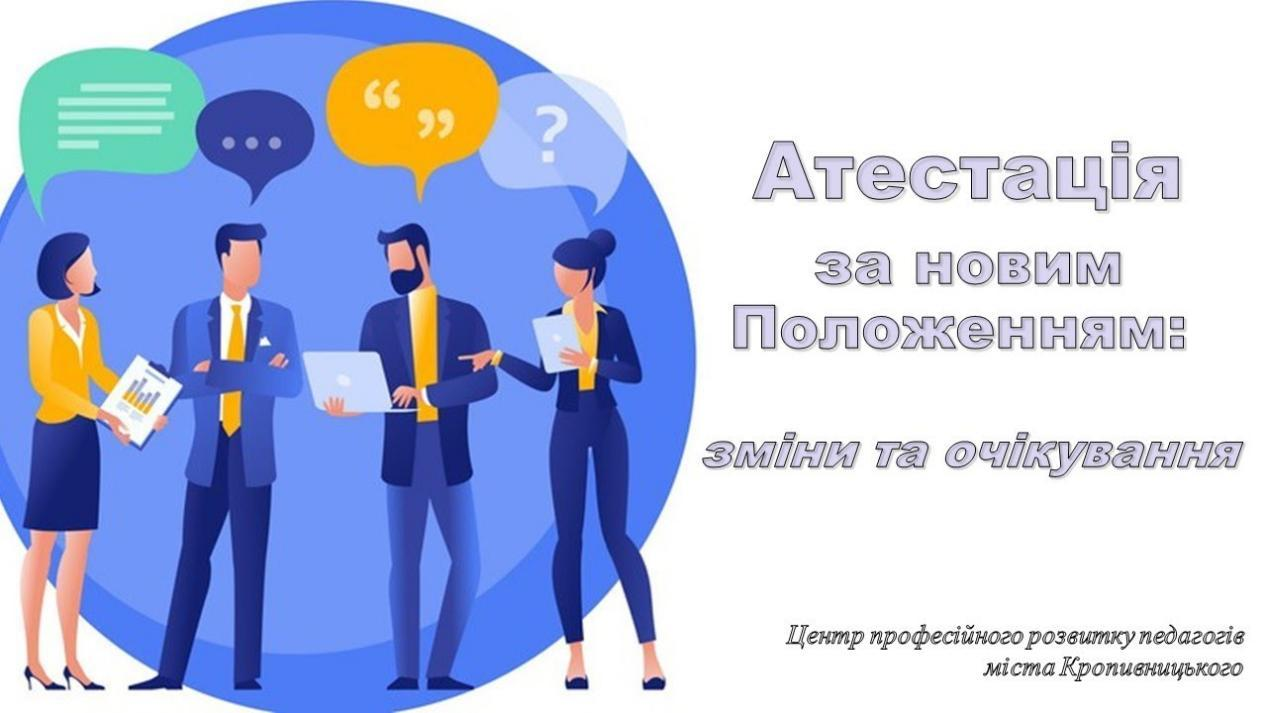 Атестація
за новим
Положенням:
зміни та очікування
Центр професійного розвитку педагогів
міста Кропивницького